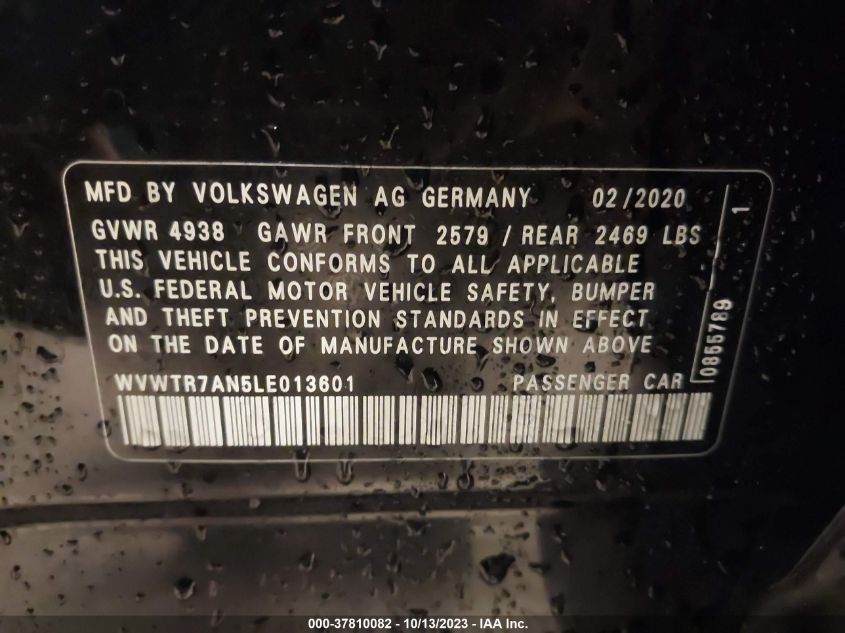 MFD BY VOLKSWAGEN AG GERMANY 02/2020
GVWR 4938 GAWR FRONT 2579 / REAR 2469 LBS
THIS VEHICLE CONFORMS TO ALL APPLICABLE
U.S. FEDERAL MOTOR VEHICLE SAFETY, BUMPER
AND THEFT PREVENTION STANDARDS IN EFFECT
ON THE DATE OF MANUFACTURE SHOWN ABOVE
WVWTR7AN5LE013601 PASSENGER CAR
0865789 1
000-37810082 - 10/13/2023 - IAA Inc.